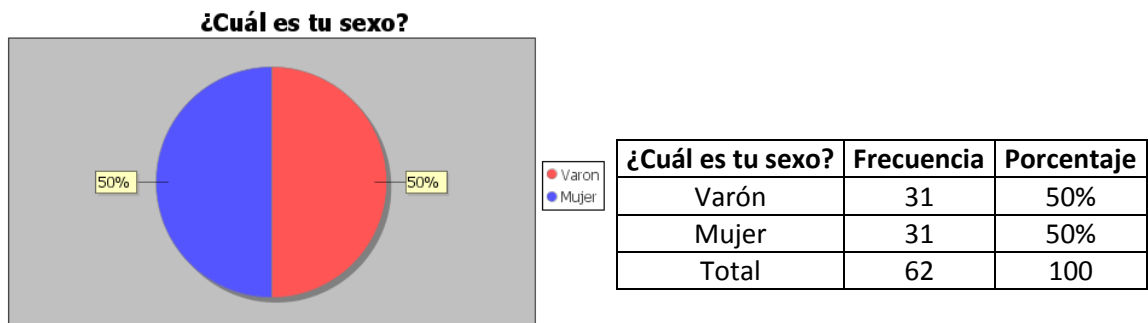 ¿Cuál es tu sexo?
50%
50%
Varon
Mujer
¿Cuál es tu sexo? Frecuencia Porcentaje
Varón 31 50%
Mujer 31 50%
Total 62 100